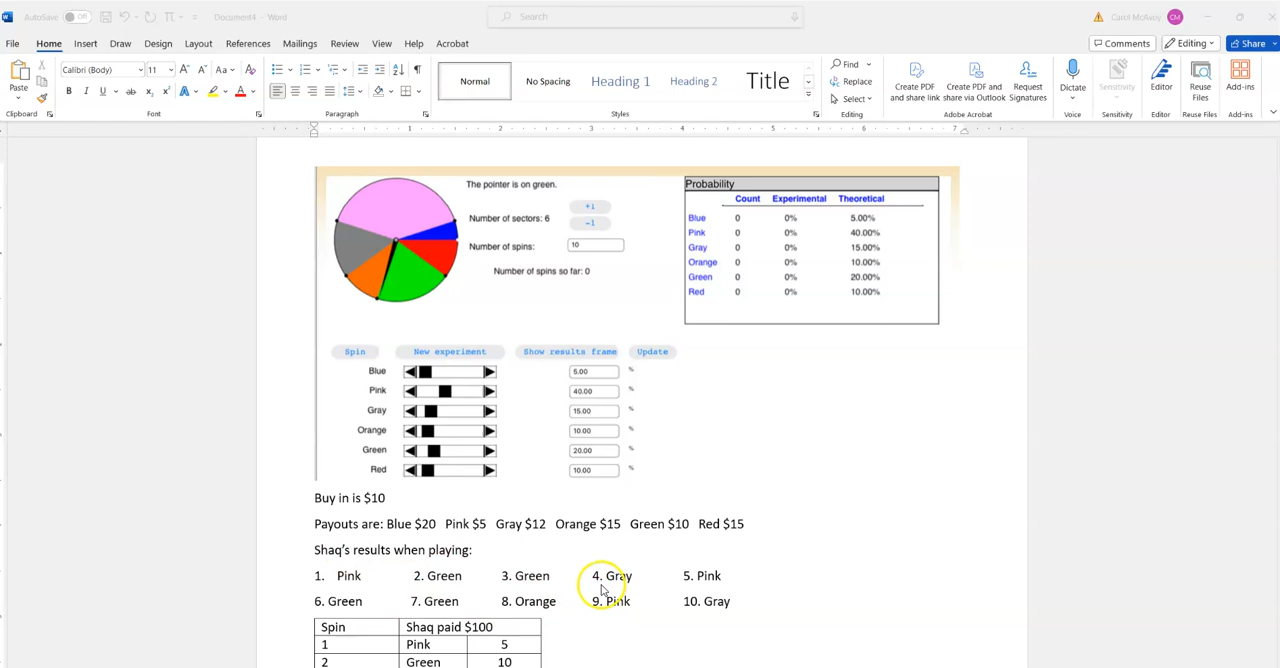 AutoSave Off Document4 - Word Search Carol McAvoy CM
File Home Insert Draw Design Layout References Mailings Review View Help Acrobat Comments Editing Share
Paste Calibri (Body) 11 Normal No Spacing Heading 1 Heading 2 Title Find Replace Select Create PDF and share link Create PDF and share via Outlook Request Signatures Dictate Sensitivity Editor Reuse Files Add-ins
Clipboard Font Paragraph Styles Editing Adobe Acrobat Voice Sensitivity Editor Reuse Files Add-ins
1 2 3 4 5 6 7
The pointer is on green.
Number of sectors: 6
+1
-1
Number of spins: 10
Number of spins so far: 0
Probability
Count Experimental Theoretical
Blue 0 0% 5.00%
Pink 0 0% 40.00%
Gray 0 0% 15.00%
Orange 0 0% 10.00%
Green 0 0% 20.00%
Red 0 0% 10.00%
Spin New experiment Show results frame Update
Blue 5.00 %
Pink 40.00 %
Gray 15.00 %
Orange 10.00 %
Green 20.00 %
Red 10.00 %
Buy in is $10
Payouts are: Blue $20 Pink $5 Gray $12 Orange $15 Green $10 Red $15
Shaq's results when playing:
1. Pink 2. Green 3. Green 4. Gray 5. Pink
6. Green 7. Green 8. Orange 9. Pink 10. Gray
Spin Shaq paid $100
1 Pink 5
2 Green 10